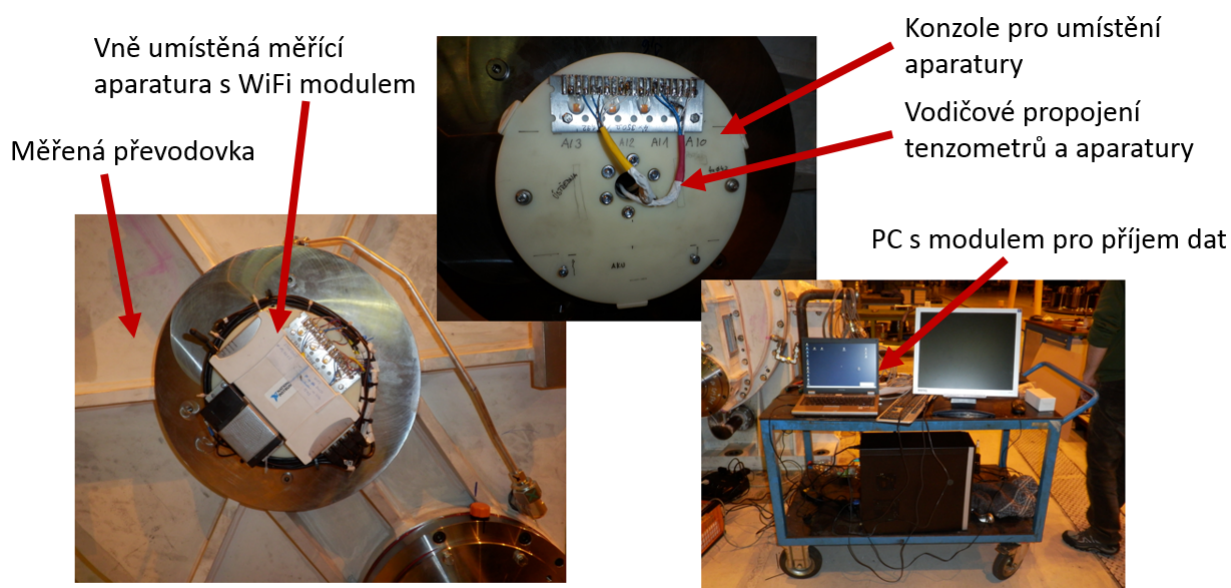 Vně umístěná měřící
aparatura s WiFi modulem
Měřená převodovka
Konzole pro umístění
aparatury
Vodičové propojení
tenzometrů a aparatury
PC s modulem pro příjem dat
A13 A12 A11 A10